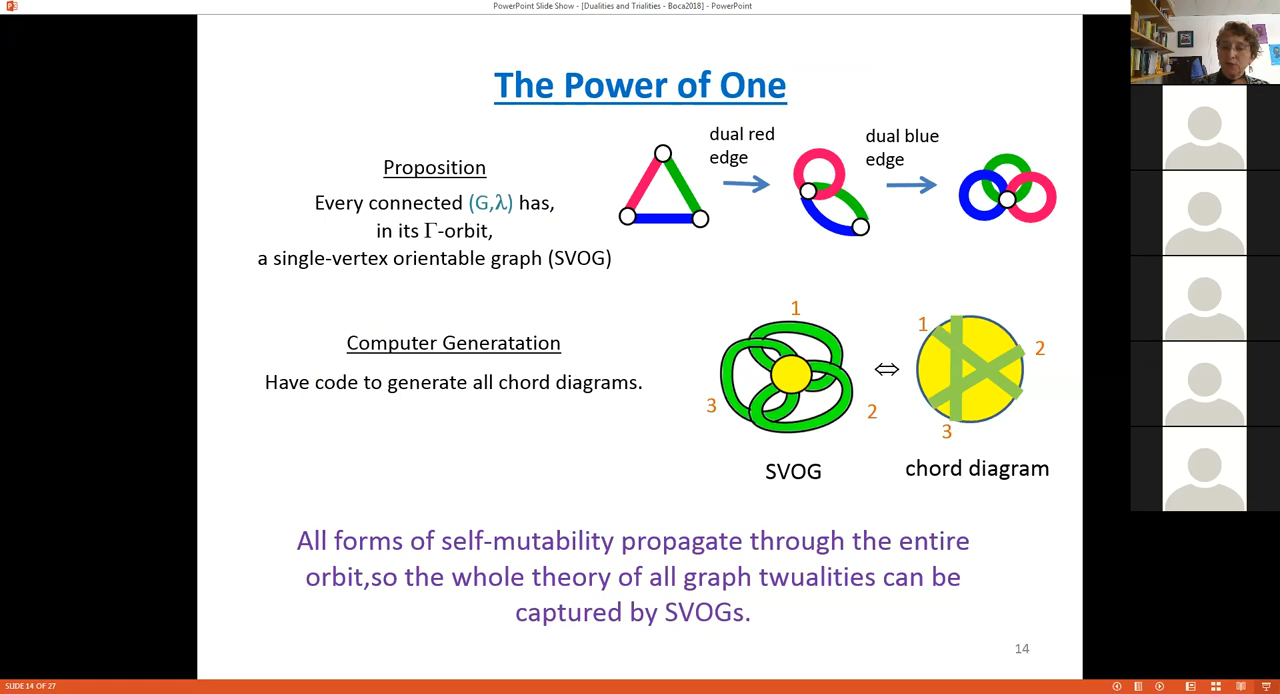 PowerPoint Slide Show - [Dualities and Trialities - Boca2018] - PowerPoint
The Power of One
Proposition
Every connected (G,λ) has,
in its Γ-orbit,
a single-vertex orientable graph (SVOG)
dual red
edge
dual blue
edge
Computer Generatation
Have code to generate all chord diagrams.
1
3
2
SVOG
⇔
1
2
3
chord diagram
All forms of self-mutability propagate through the entire
orbit,so the whole theory of all graph twualities can be
captured by SVOGs.
14
SLIDE 14 OF 27